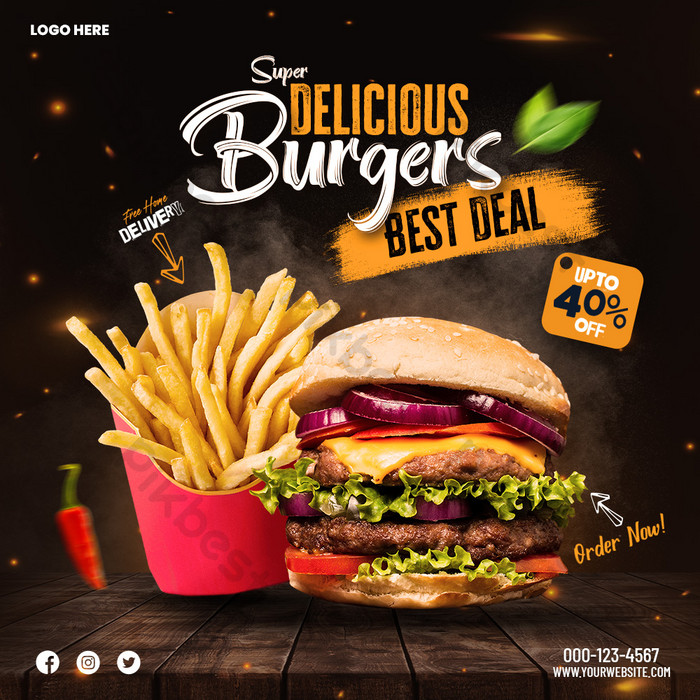 LOGO HERE
Super
DELICIOUS
Burgers
BEST DEAL
Free Home
DELIVERY
UPTO
40%
OFF
Order Now!
000-123-4567
WWW.YOURWEBSITE.COM